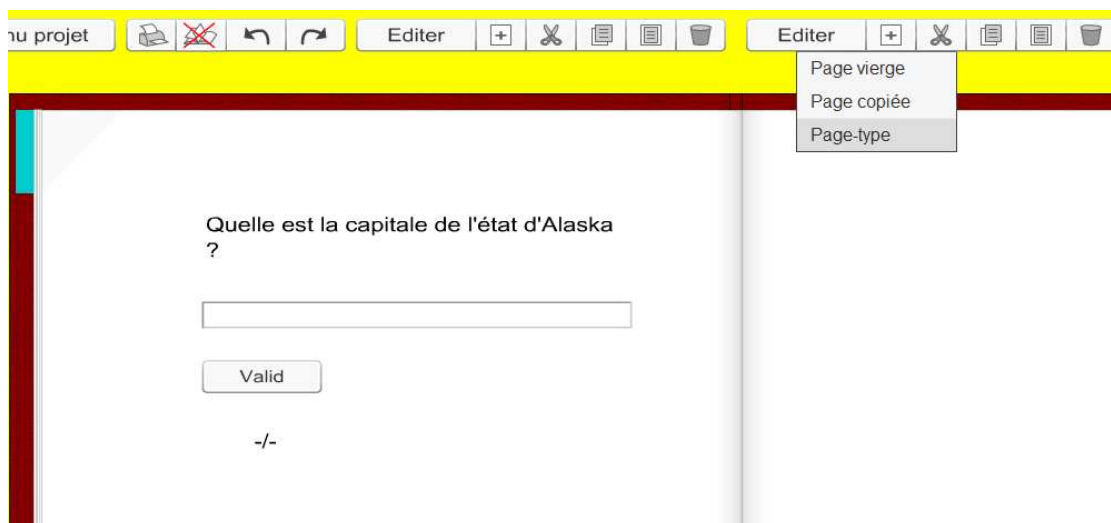 nu projet
Editer
Editer
Page vierge
Page copiée
Page-type
Quelle est la capitale de l'état d'Alaska
?
Valid
-/-